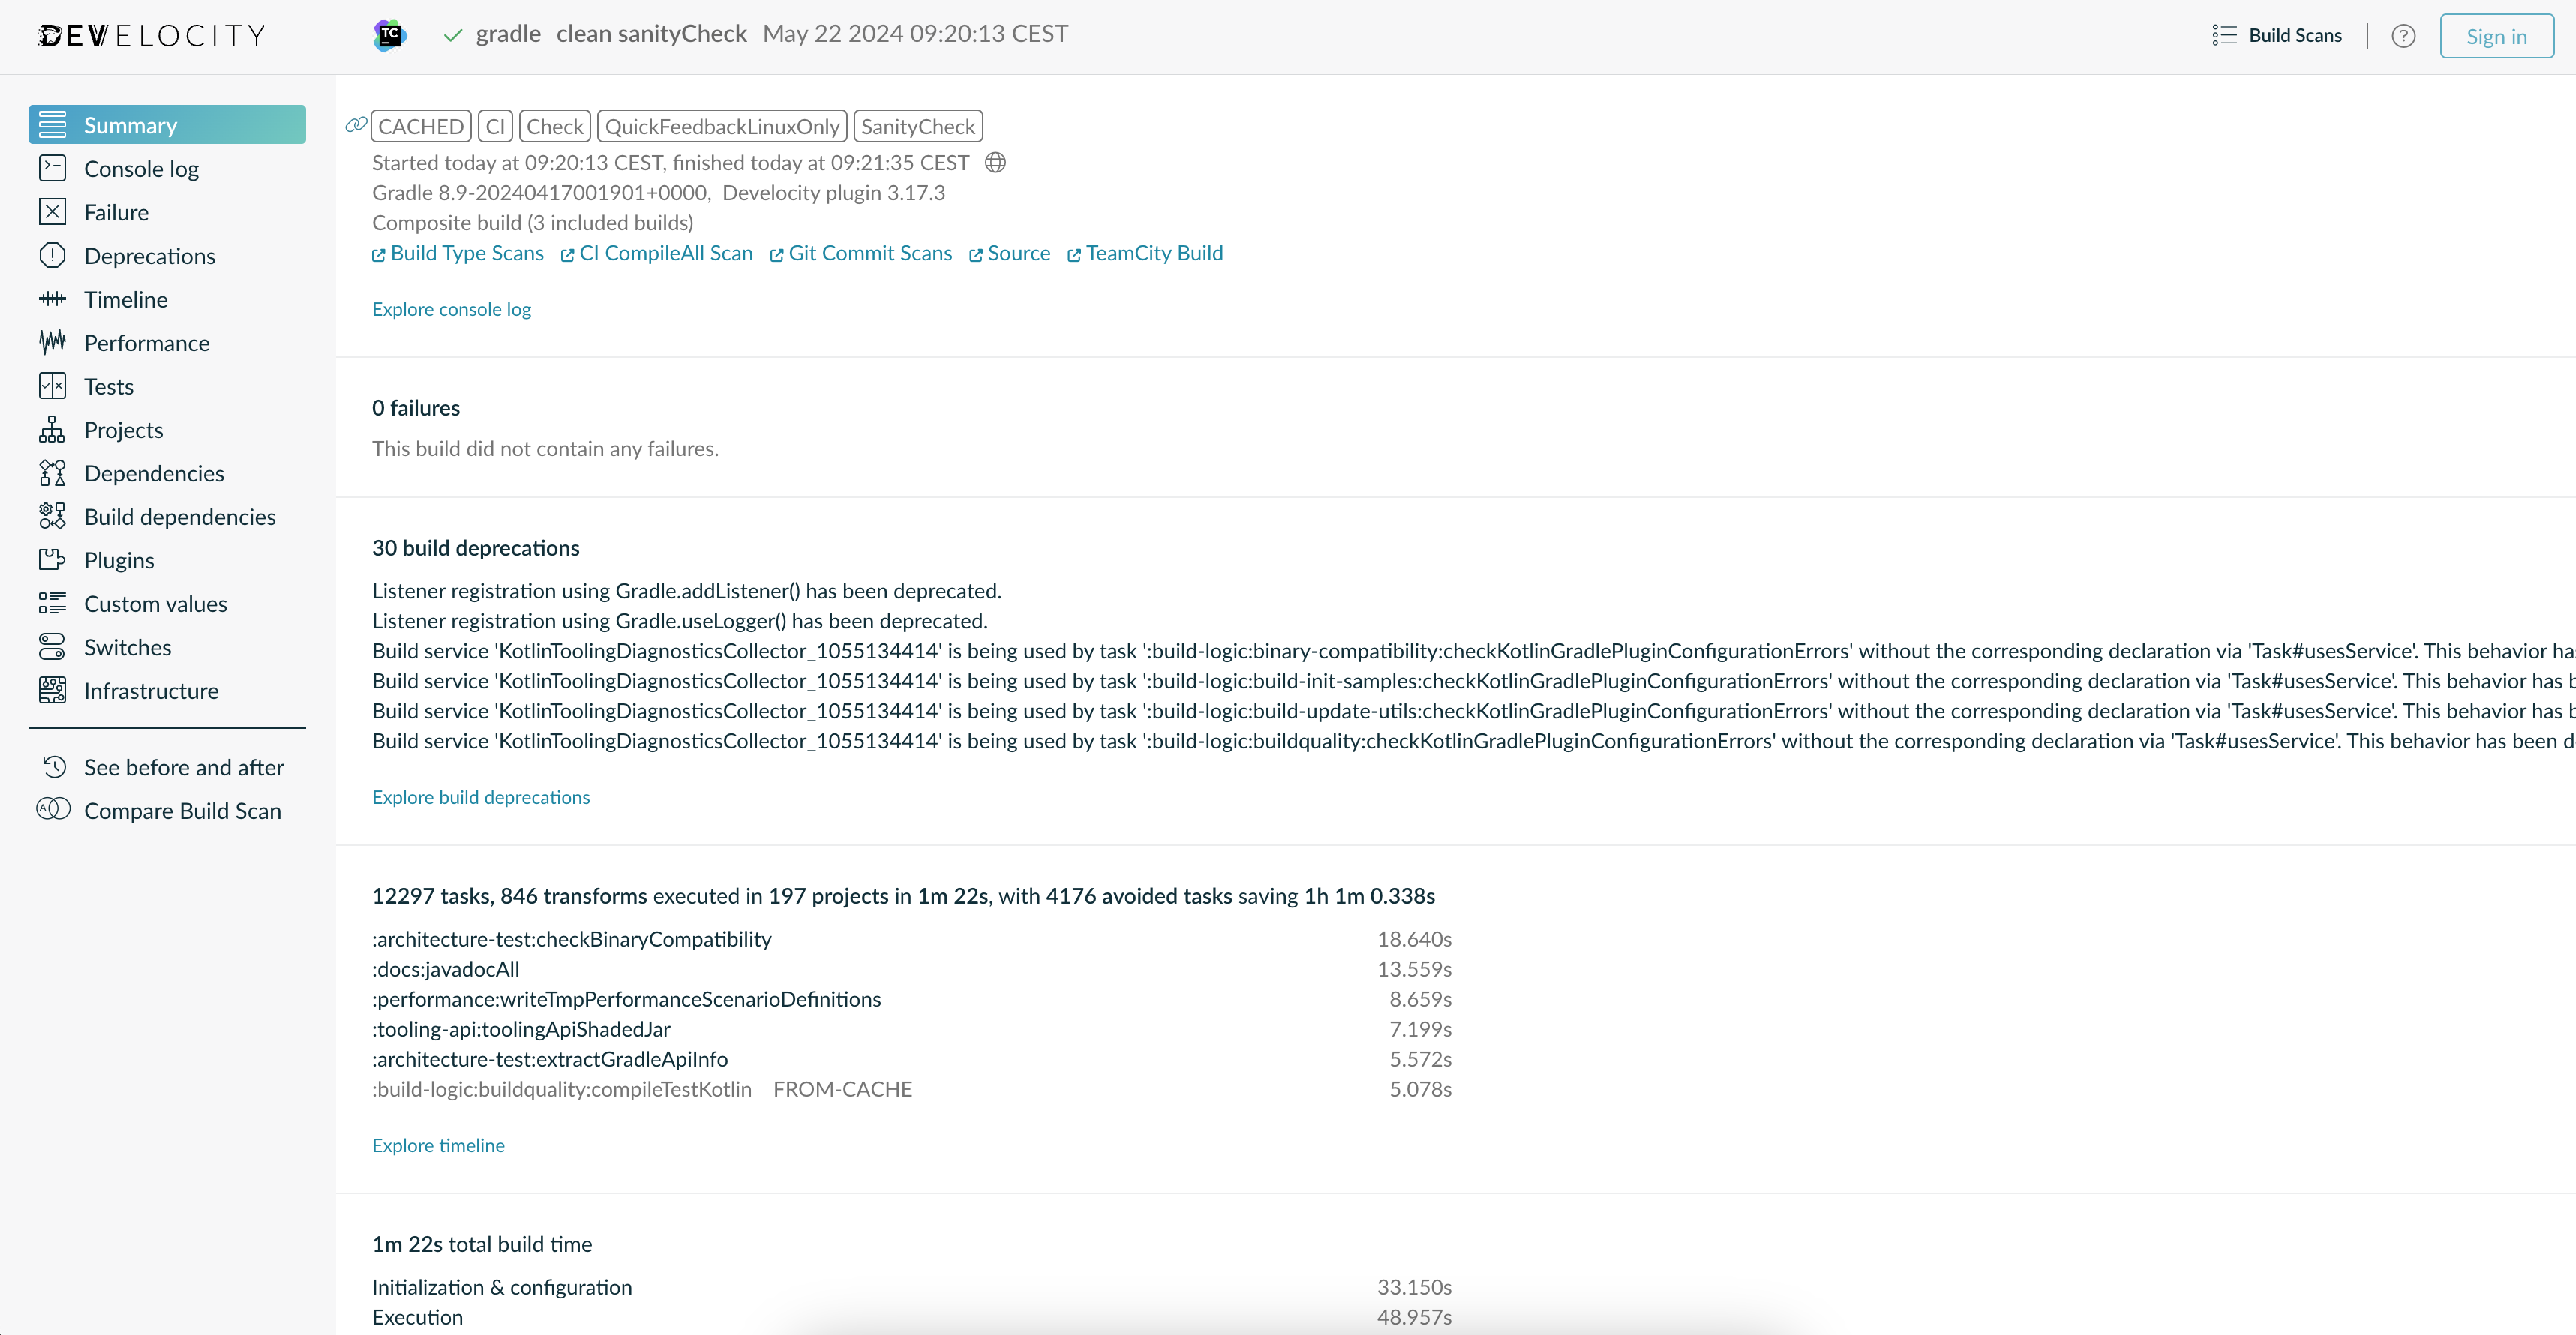 DEVELOCITY
TC
gradle clean sanityCheck May 22 2024 09:20:13 CEST
Build Scans
?
Sign in
Summary
Console log
Failure
Deprecations
Timeline
Performance
Tests
Projects
Dependencies
Build dependencies
Plugins
Custom values
Switches
Infrastructure
See before and after
Compare Build Scan
CACHED CI Check QuickFeedbackLinuxOnly SanityCheck
Started today at 09:20:13 CEST, finished today at 09:21:35 CEST
Gradle 8.9-20240417001901+0000, Develocity plugin 3.17.3
Composite build (3 included builds)
Build Type Scans CI CompileAll Scan Git Commit Scans Source TeamCity Build
Explore console log
0 failures
This build did not contain any failures.
30 build deprecations
Listener registration using Gradle.addListener() has been deprecated.
Listener registration using Gradle.useLogger() has been deprecated.
Build service 'KotlinToolingDiagnosticsCollector_1055134414' is being used by task ':build-logic:binary-compatibility:checkKotlinGradlePluginConfigurationErrors' without the corresponding declaration via 'Task#usesService'. This behavior ha
Build service 'KotlinToolingDiagnosticsCollector_1055134414' is being used by task ':build-logic:build-init-samples:checkKotlinGradlePluginConfigurationErrors' without the corresponding declaration via 'Task#usesService'. This behavior has b
Build service 'KotlinToolingDiagnosticsCollector_1055134414' is being used by task ':build-logic:build-update-utils:checkKotlinGradlePluginConfigurationErrors' without the corresponding declaration via 'Task#usesService'. This behavior has b
Build service 'KotlinToolingDiagnosticsCollector_1055134414' is being used by task ':build-logic:buildquality:checkKotlinGradlePluginConfigurationErrors' without the corresponding declaration via 'Task#usesService'. This behavior has been d
Explore build deprecations
12297 tasks, 846 transforms executed in 197 projects in 1m 22s, with 4176 avoided tasks saving 1h 1m 0.338s
:architecture-test:checkBinaryCompatibility 18.640s
:docs:javadocAll 13.559s
:performance:writeTmpPerformanceScenarioDefinitions 8.659s
:tooling-api:toolingApiShadedJar 7.199s
:architecture-test:extractGradleApiInfo 5.572s
:build-logic:buildquality:compileTestKotlin FROM-CACHE 5.078s
Explore timeline
1m 22s total build time
Initialization & configuration 33.150s
Execution 48.957s